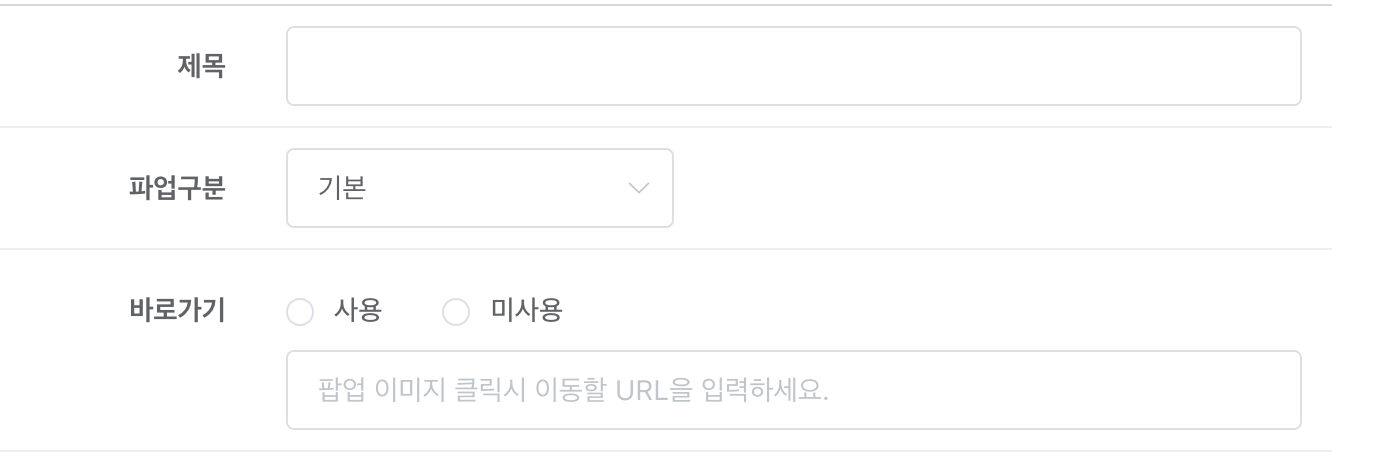 제목
파업구분
기본
바로가기
사용
미사용
팝업 이미지 클릭시 이동할 URL을 입력하세요.